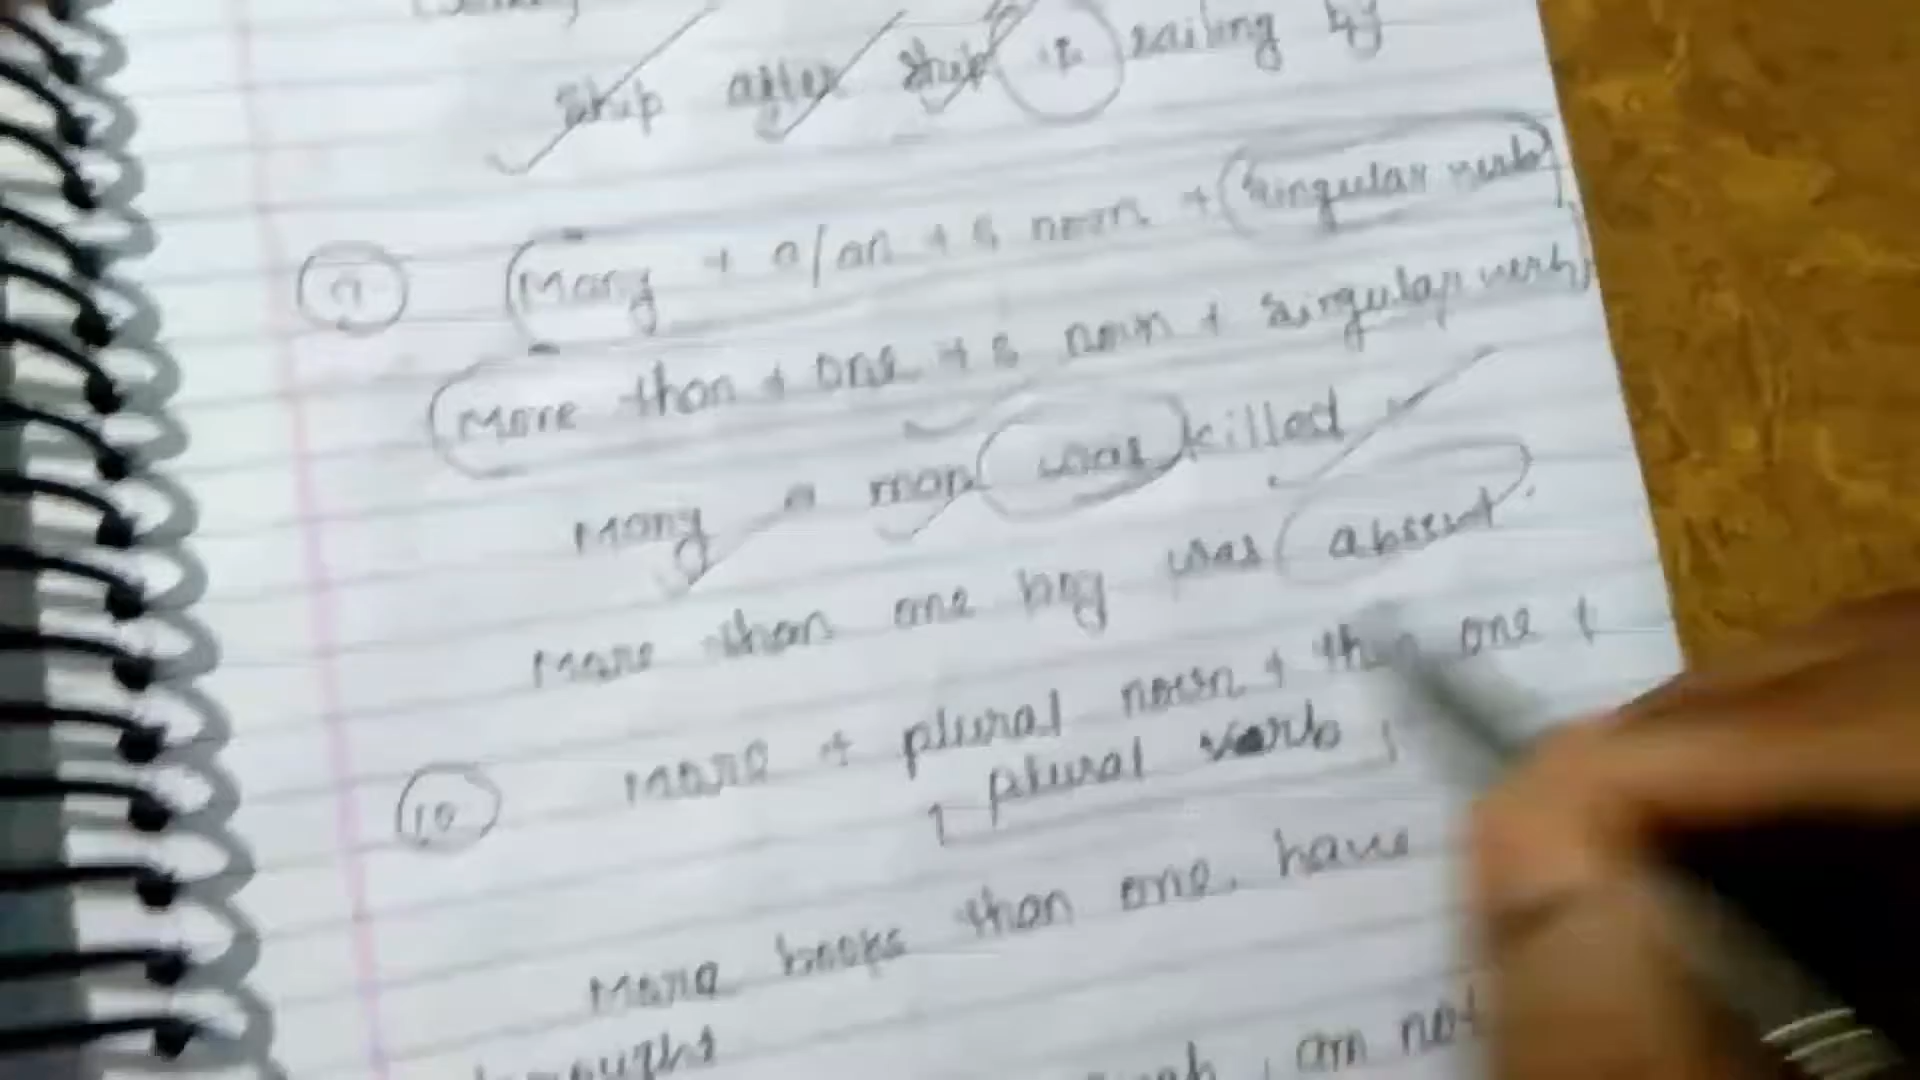 Ship after ship is sailing by
9 Many + a/an + s noun + singular verb
More than + one + s noun + singular verb
Many a man was killed
More than one boy was absent.
10 More + plural noun + than one +
plural verb,
More books than one, have
, am not